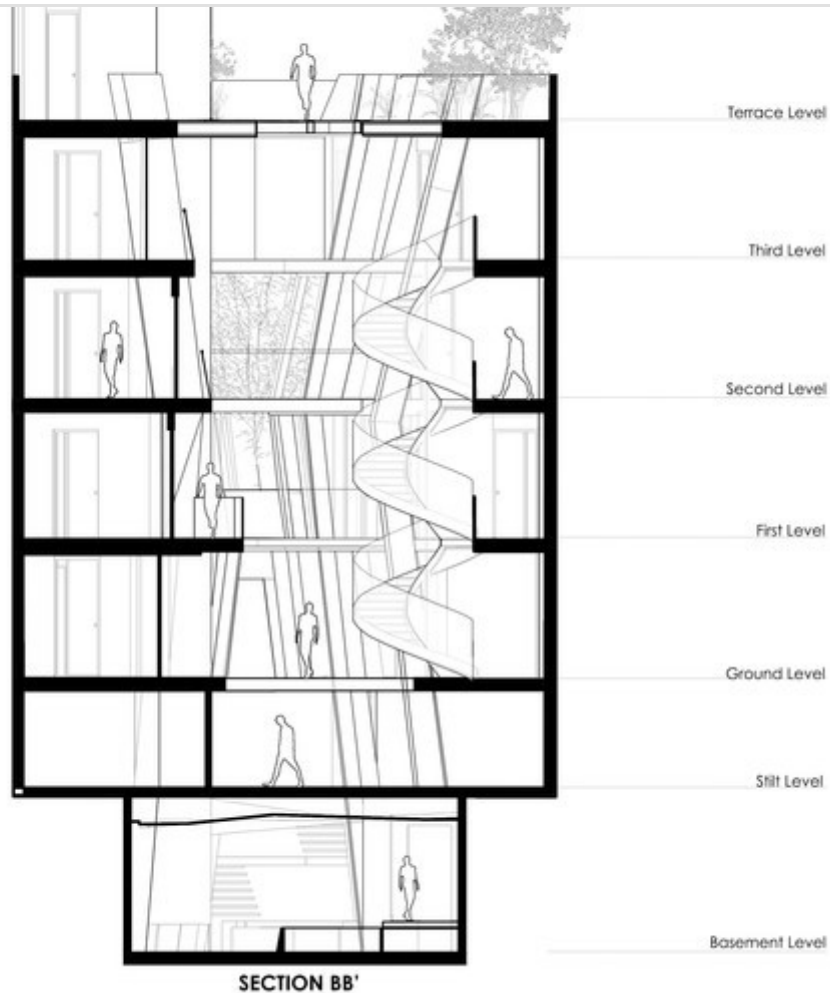 Terrace Level
Third Level
Second Level
First Level
Ground Level
Stilt Level
Basement Level
SECTION BB'